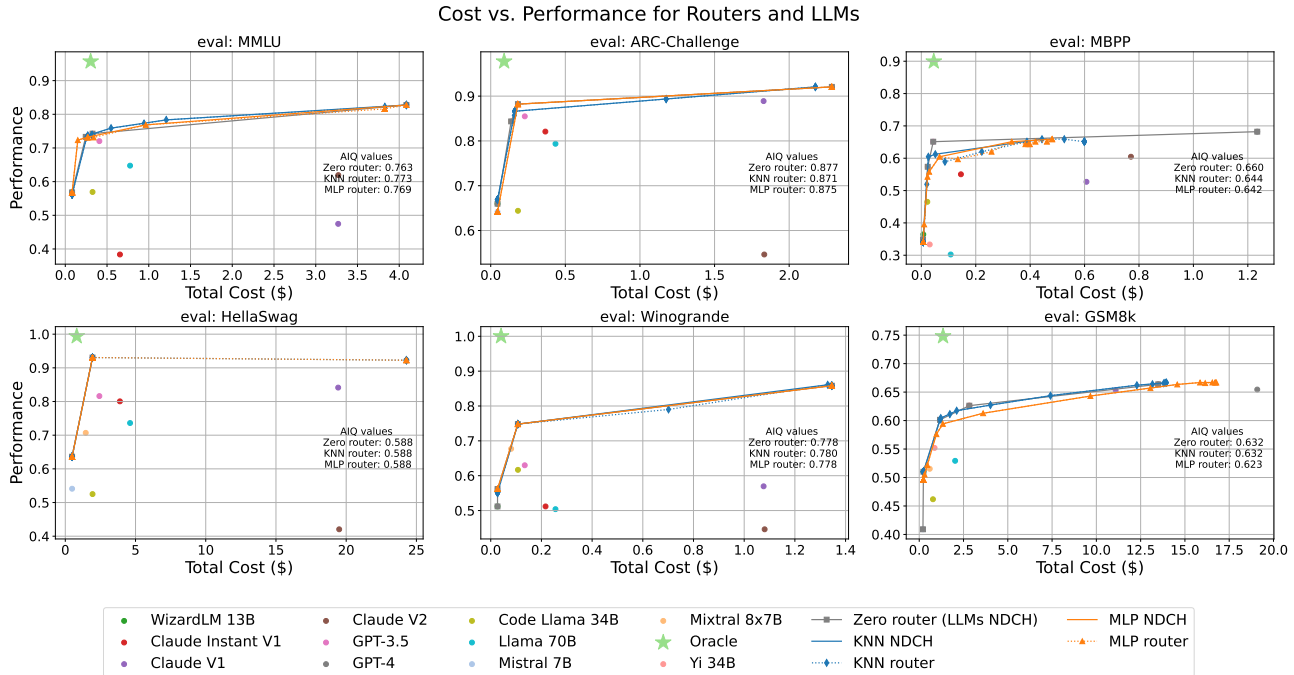 Cost vs. Performance for Routers and LLMs
eval: MMLU
Performance
0.9
0.8
0.7
0.6
0.5
0.4
AIQ values
Zero router: 0.763
KNN router: 0.773
MLP router: 0.769
0.0 0.5 1.0 1.5 2.0 2.5 3.0 3.5 4.0
Total Cost ($)
eval: ARC-Challenge
0.9
0.8
0.7
0.6
AIQ values
Zero router: 0.877
KNN router: 0.871
MLP router: 0.875
0.0 0.5 1.0 1.5 2.0
Total Cost ($)
eval: MBPP
0.9
0.8
0.7
0.6
0.5
0.4
0.3
AIQ values
Zero router: 0.660
KNN router: 0.644
MLP router: 0.642
0.0 0.2 0.4 0.6 0.8 1.0 1.2
Total Cost ($)
eval: HellaSwag
Performance
1.0
0.9
0.8
0.7
0.6
0.5
0.4
AIQ values
Zero router: 0.588
KNN router: 0.588
MLP router: 0.588
0 5 10 15 20 25
Total Cost ($)
eval: Winogrande
1.0
0.9
0.8
0.7
0.6
0.5
AIQ values
Zero router: 0.778
KNN router: 0.780
MLP router: 0.778
0.0 0.2 0.4 0.6 0.8 1.0 1.2 1.4
Total Cost ($)
eval: GSM8k
0.75
0.70
0.65
0.60
0.55
0.50
0.45
0.40
AIQ values
Zero router: 0.632
KNN router: 0.632
MLP router: 0.623
0.0 2.5 5.0 7.5 10.0 12.5 15.0 17.5 20.0
Total Cost ($)
WizardLM 13B
Claude Instant V1
Claude V1
Claude V2
GPT-3.5
GPT-4
Code Llama 34B
Llama 70B
Mistral 7B
Mixtral 8x7B
Oracle
Yi 34B
Zero router (LLMs NDCH)
KNN NDCH
KNN router
MLP NDCH
MLP router